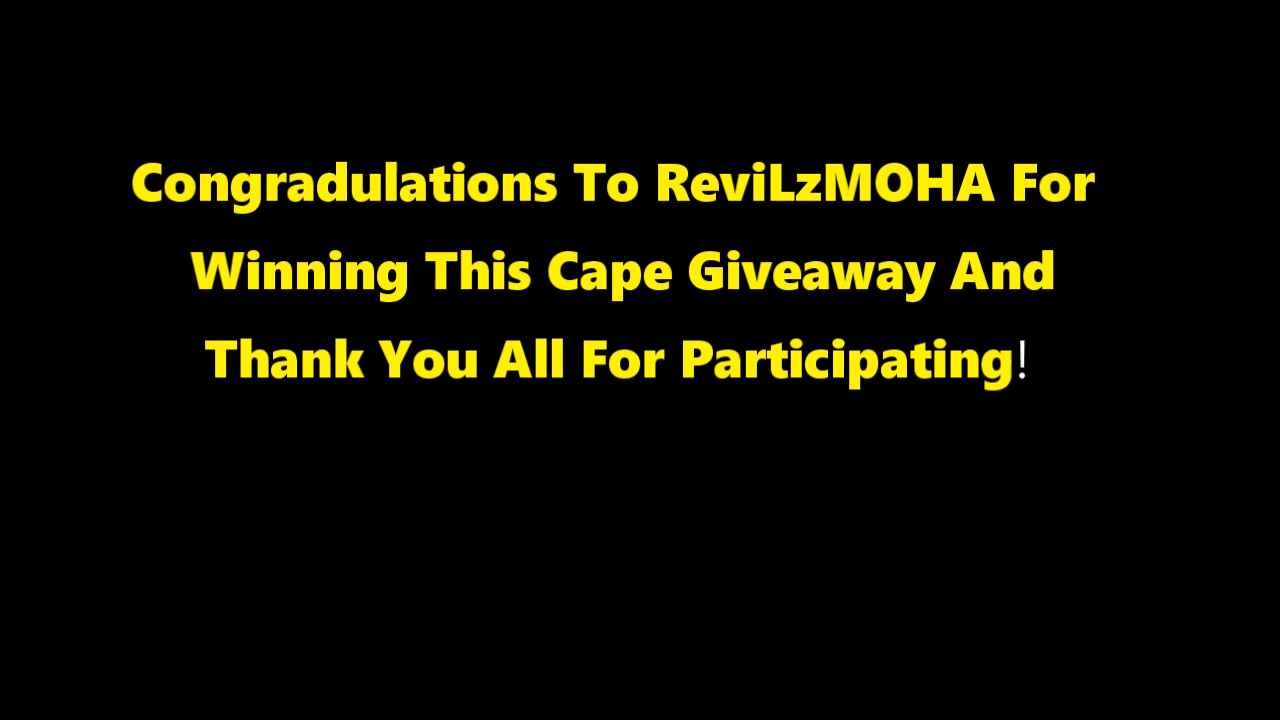 Congradulations To ReviLzMOHA For
Winning This Cape Giveaway And
Thank You All For Participating!